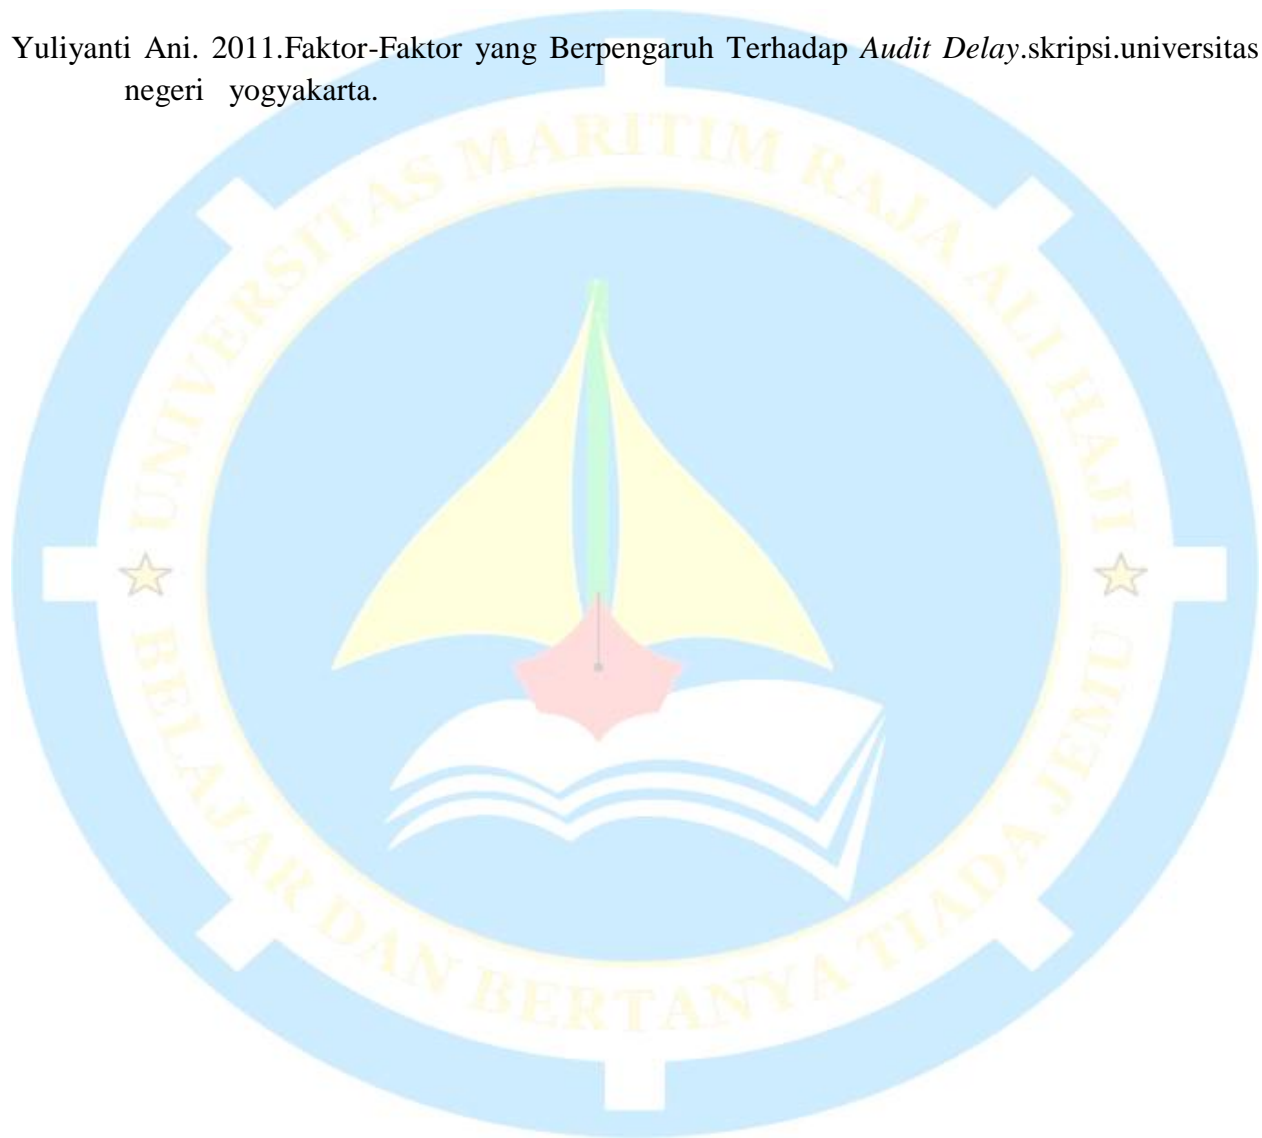 Yuliyanti Ani. 2011.Faktor-Faktor yang Berpengaruh Terhadap Audit Delay.skripsi.universitas
negeri yogyakarta.
UNIVERSITAS MARITIM RAJA ALI HAJI
BELAJAR DAN BERTANYA TIADA JEMU